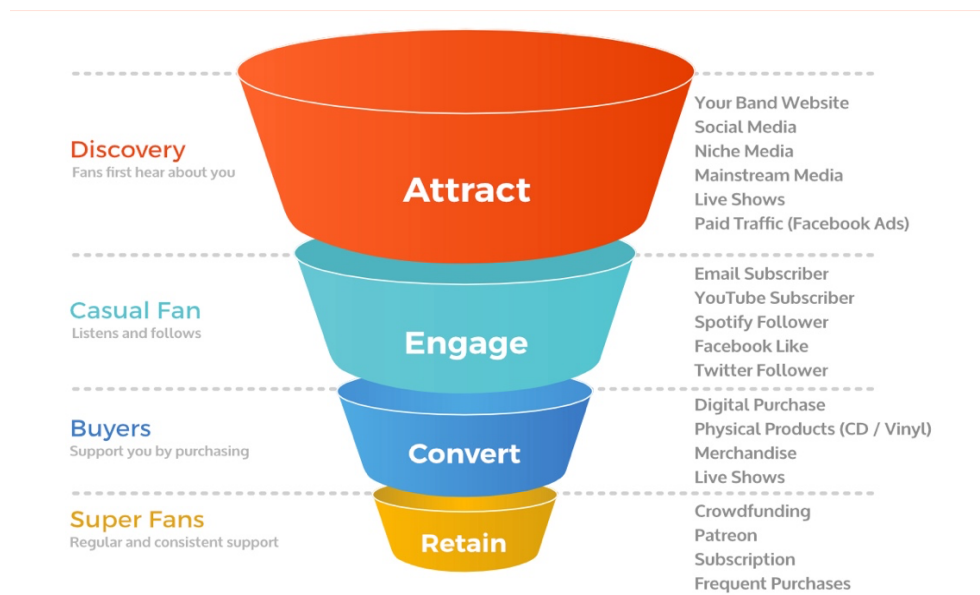 Discovery
Fans first hear about you
Attract
Your Band Website
Social Media
Niche Media
Mainstream Media
Live Shows
Paid Traffic (Facebook Ads)
Casual Fan
Listens and follows
Engage
Email Subscriber
YouTube Subscriber
Spotify Follower
Facebook Like
Twitter Follower
Buyers
Support you by purchasing
Convert
Digital Purchase
Physical Products (CD / Vinyl)
Merchandise
Live Shows
Super Fans
Regular and consistent support
Retain
Crowdfunding
Patreon
Subscription
Frequent Purchases